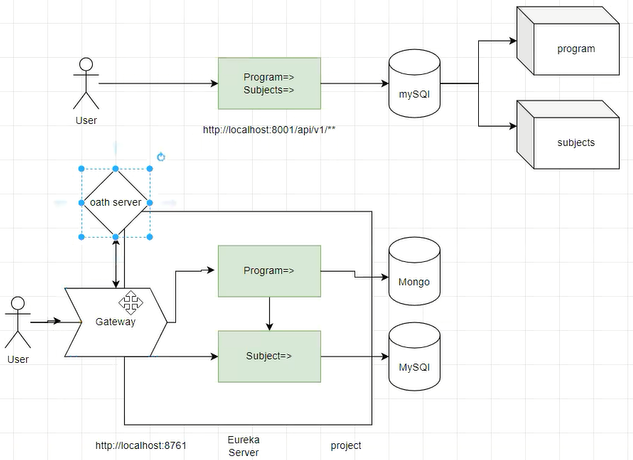 Program=>
Subjects=>
mySQl
program
subjects
User
http://localhost:8001/api/v1/**
oath server
Program=>
Mongo
Gateway
User
Subject=>
MySQl
http://localhost:8761
Eureka
Server
project